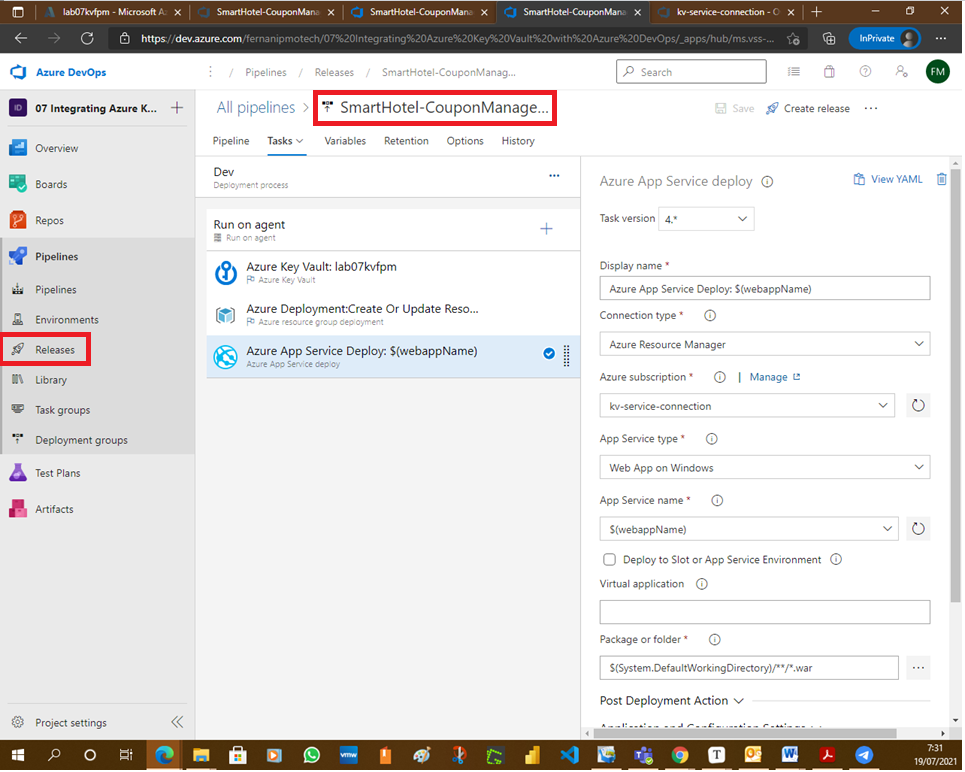 lab07kvfpm - Microsoft A
SmartHotel-CouponMana
SmartHotel-CouponMana
SmartHotel-CouponMana
kv-service-connection - O
https://dev.azure.com/fernanipmotech/07%20Integrating%20Azure%20Key%20Vault%20with%20Azure%20DevOps/_apps/hub/ms.vss-...
InPrivate
Azure DevOps
/ Pipelines / Releases / SmartHotel-CouponManag...
Search
FM
ID
07 Integrating Azure K...
All pipelines > SmartHotel-CouponManage...
Save
Create release
Overview
Boards
Repos
Pipelines
Pipelines
Environments
Releases
Library
Task groups
Deployment groups
Test Plans
Artifacts
Project settings
Pipeline Tasks Variables Retention Options History
Dev
Deployment process
Run on agent
Run on agent
Azure Key Vault: lab07kvfpm
Azure Key Vault
Azure Deployment:Create Or Update Reso...
Azure resource group deployment
Azure App Service Deploy: $(webappName)
Azure App Service deploy
Azure App Service deploy
View YAML
Task version 4.*
Display name *
Azure App Service Deploy: $(webappName)
Connection type *
Azure Resource Manager
Azure subscription * | Manage
kv-service-connection
App Service type *
Web App on Windows
App Service name *
$(webappName)
Deploy to Slot or App Service Environment
Virtual application
Package or folder *
$(System.DefaultWorkingDirectory)/**/*.war
Post Deployment Action
Application and Configuration Settings
vmw
T
7:31
19/07/2021